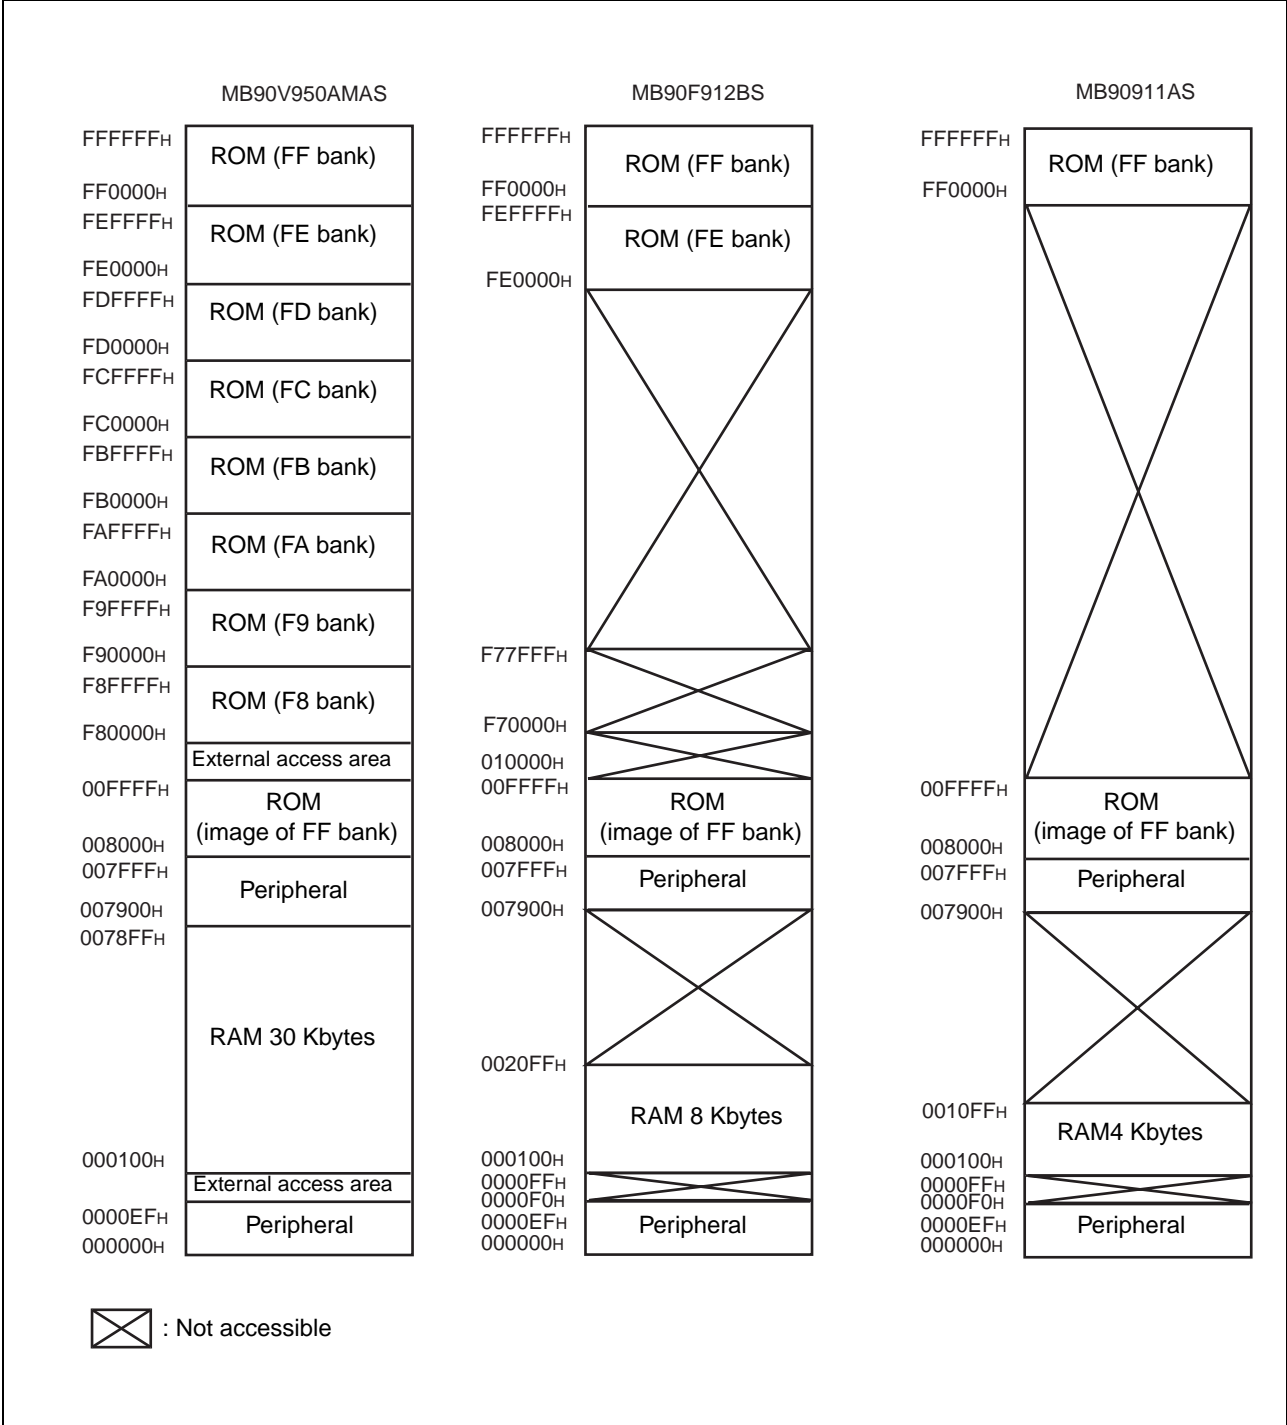 MB90V950AMAS
FFFFFFH
ROM (FF bank)
FF0000H
FEFFFFH
ROM (FE bank)
FE0000H
FDFFFFH
ROM (FD bank)
FD0000H
FCFFFFH
ROM (FC bank)
FC0000H
FBFFFFH
ROM (FB bank)
FB0000H
FAFFFFH
ROM (FA bank)
FA0000H
F9FFFFH
ROM (F9 bank)
F90000H
F8FFFFH
ROM (F8 bank)
F80000H
External access area
00FFFFH
ROM
(image of FF bank)
008000H
007FFFH
Peripheral
007900H
0078FFH
RAM 30 Kbytes
000100H
External access area
0000EFH
Peripheral
000000H
MB90F912BS
FFFFFFH
ROM (FF bank)
FF0000H
FEFFFFH
ROM (FE bank)
FE0000H
F77FFFH
F70000H
010000H
00FFFFH
ROM
(image of FF bank)
008000H
007FFFH
Peripheral
007900H
0020FFH
RAM 8 Kbytes
000100H
0000FFH
0000F0H
0000EFH
Peripheral
000000H
MB90911AS
FFFFFFH
ROM (FF bank)
FF0000H
00FFFFH
ROM
(image of FF bank)
008000H
007FFFH
Peripheral
007900H
0010FFH
RAM4 Kbytes
000100H
0000FFH
0000F0H
0000EFH
Peripheral
000000H
: Not accessible